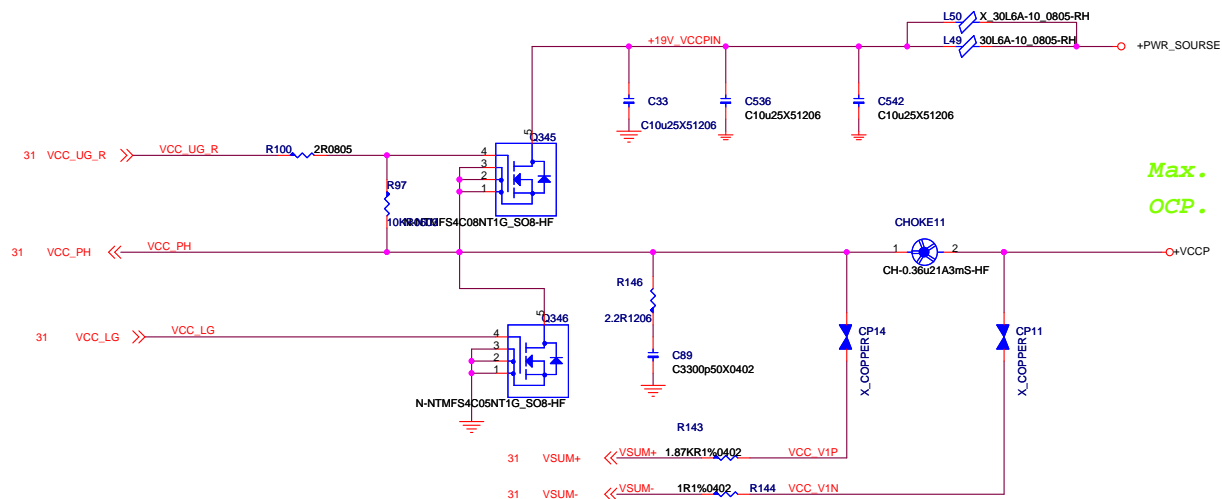 L50 X_30L6A-10_0805-RH
+19V_VCCPIN L49 30L6A-10_0805-RH +PWR_SOURSE
C33 C536 C542
C10u25X51206 C10u25X51206 C10u25X51206
5 Q345
31 VCC_UG_R VCC_UG_R R100 2R0805 4
3
2
1
R97
N-NTMFS4C08NT1G_SO8-HF
Max.
OCP.
CHOKE11
31 VCC_PH VCC_PH 1 2 +VCCP
CH-0.36u21A3mS-HF
R146
2.2R1206
5 Q346
31 VCC_LG VCC_LG 4
3
2
1
CP14 CP11
X_COPPER X_COPPER
C89
C3300p50X0402
N-NTMFS4C05NT1G_SO8-HF
R143
31 VSUM+ VSUM+ 1.87KR1%0402 VCC_V1P
31 VSUM- VSUM- 1R1%0402 R144 VCC_V1N